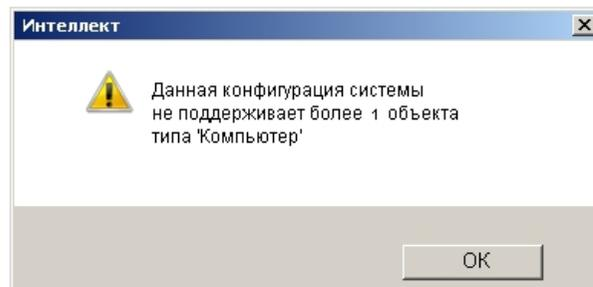 Интеллект
Данная конфигурация системы
не поддерживает более 1 объекта
типа 'Компьютер'
OK